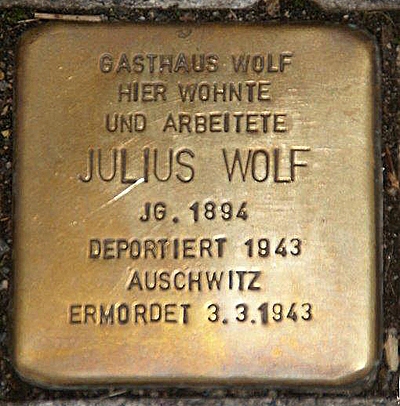 GASTHAUS WOLF
HIER WOHNTE
UND ARBEITETE
JULIUS WOLF
JG. 1894
DEPORTIERT 1943
AUSCHWITZ
ERMORDET 3.3.1943